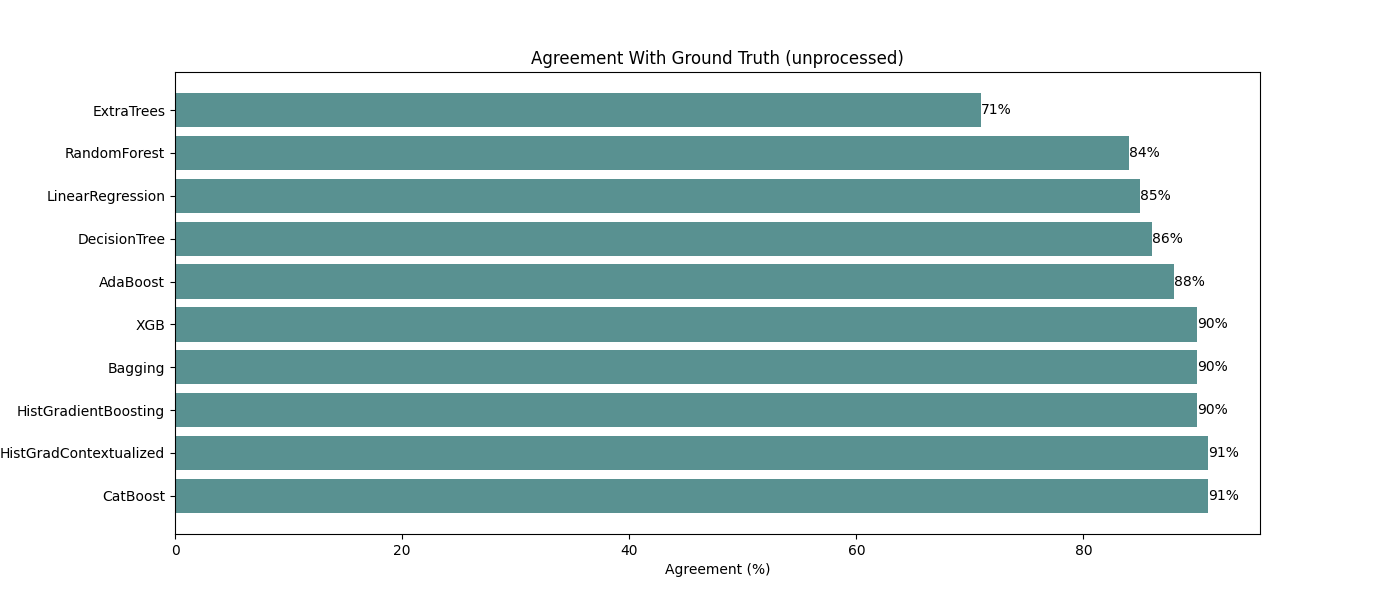 Agreement With Ground Truth (unprocessed)
ExtraTrees 71%
RandomForest 84%
LinearRegression 85%
DecisionTree 86%
AdaBoost 88%
XGB 90%
Bagging 90%
HistGradientBoosting 90%
HistGradContextualized 91%
CatBoost 91%
0 20 40 60 80
Agreement (%)